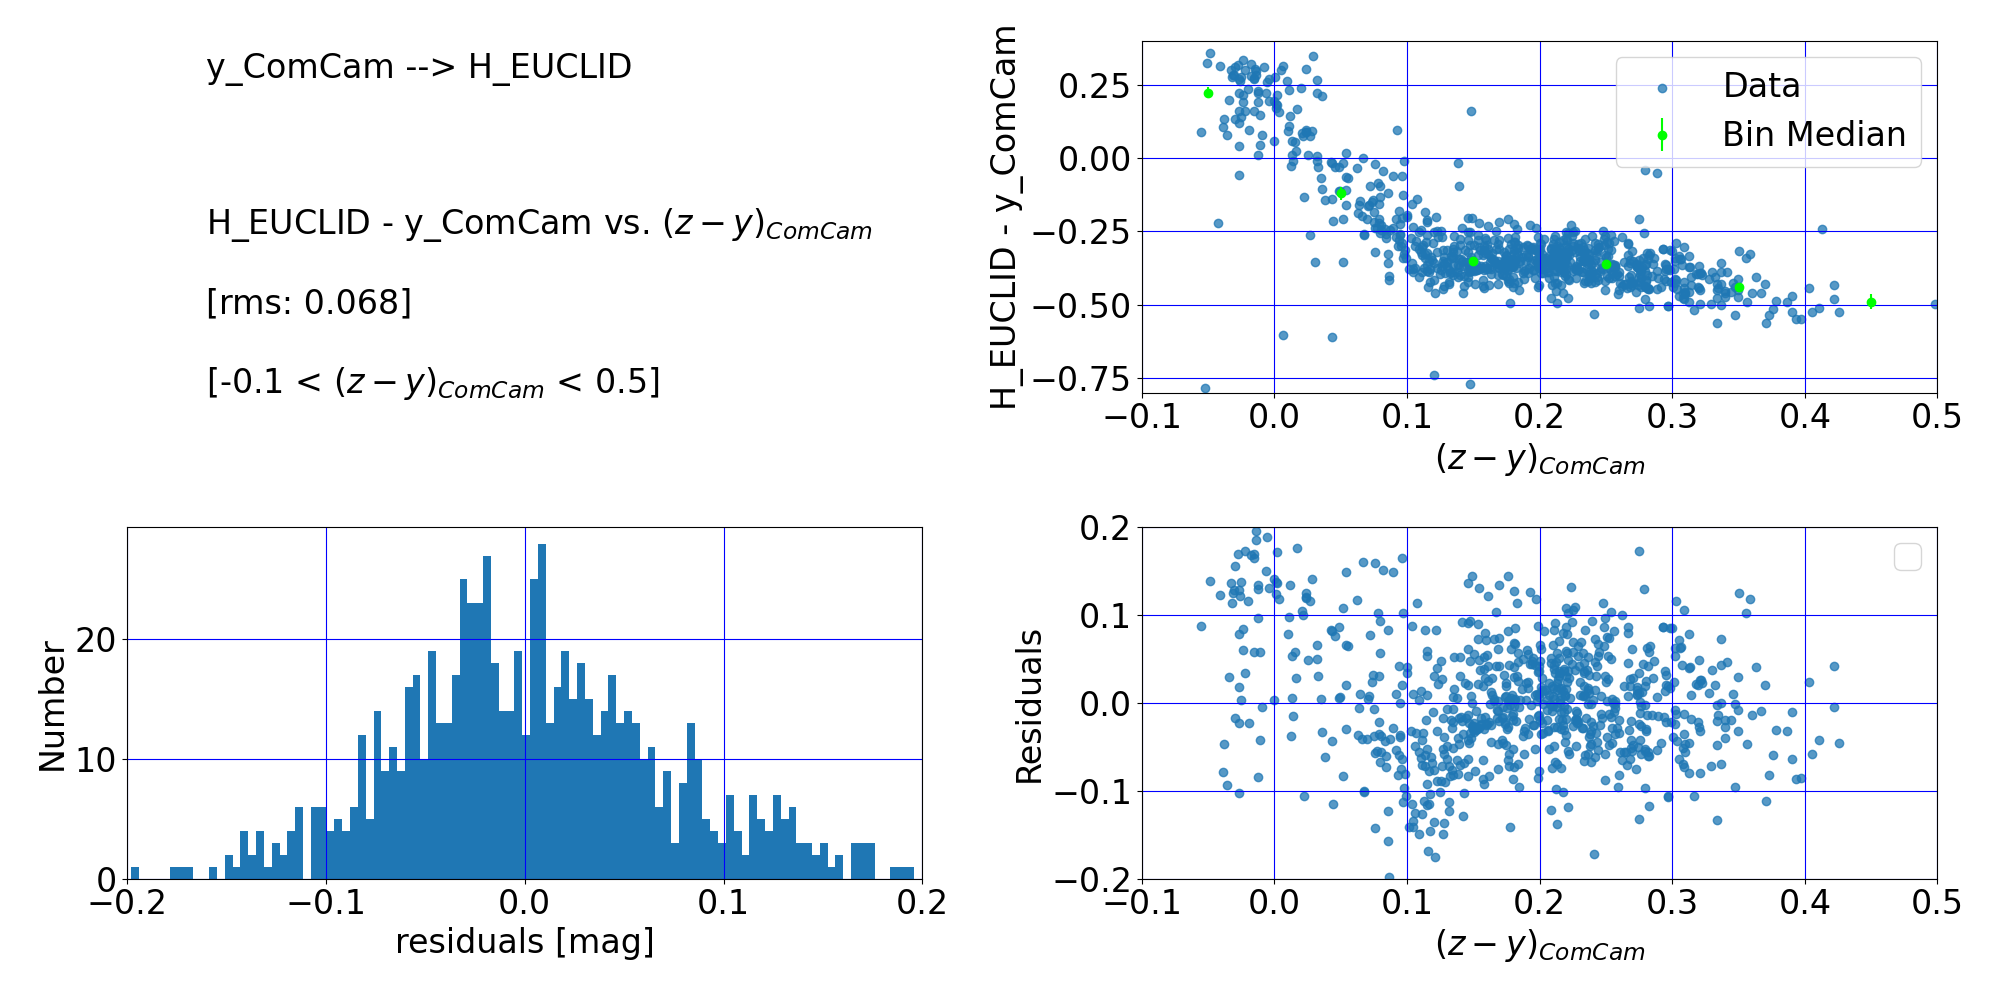 y_ComCam --> H_EUCLID
H_EUCLID - y_ComCam vs. (z − y)ComCam
[rms: 0.068]
[-0.1 < (z − y)ComCam < 0.5]
H_EUCLID - y_ComCam
0.25
0.00
−0.25
−0.50
−0.75
Data
Bin Median
−0.1 0.0 0.1 0.2 0.3 0.4 0.5
(z − y)ComCam
Number
20
10
0
−0.2 −0.1 0.0 0.1 0.2
residuals [mag]
Residuals
0.2
0.1
0.0
−0.1
−0.2
−0.1 0.0 0.1 0.2 0.3 0.4 0.5
(z − y)ComCam